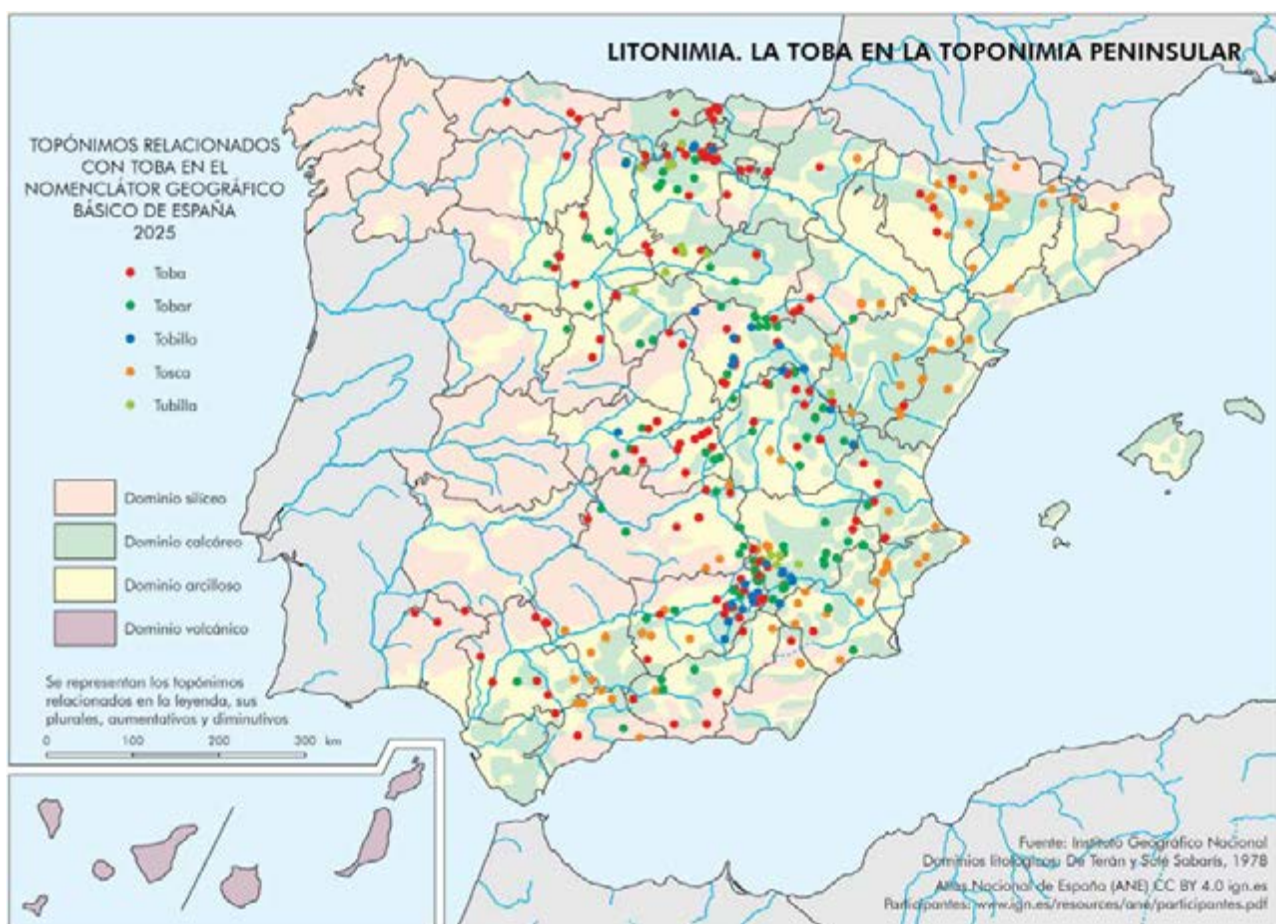 LITONIMIA. LA TOBA EN LA TOPONIMIA PENINSULAR
TOPÓNIMOS RELACIONADOS
CON TOBA EN EL
NOMENCLÁTOR GEOGRÁFICO
BÁSICO DE ESPAÑA
2025
Toba
Tobar
Tobilla
Tosca
Tubilla
Dominio silíceo
Dominio calcáreo
Dominio arcilloso
Dominio volcánico
Se representan los topónimos
relacionados en la leyenda, sus
plurales, aumentativos y diminutivos
0 100 200 300 km
Fuente: Instituto Geográfico Nacional
Dominios litológicos: De Terán y Solé Sabarís, 1978
Atlas Nacional de España (ANE) CC BY 4.0 ign.es
Participantes: www.ign.es/resources/ane/participantes.pdf